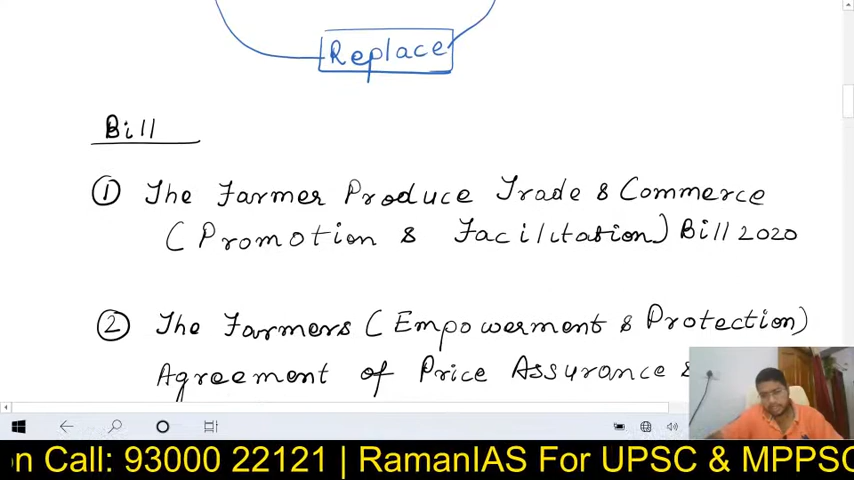 Replace
Bill
① The Farmer Produce Trade & Commerce
(Promotion & Facilitation) Bill 2020
② The Farmers (Empowerment & Protection)
Agreement of Price Assurance &
on Call: 93000 22121 | RamanIAS For UPSC & MPPSC